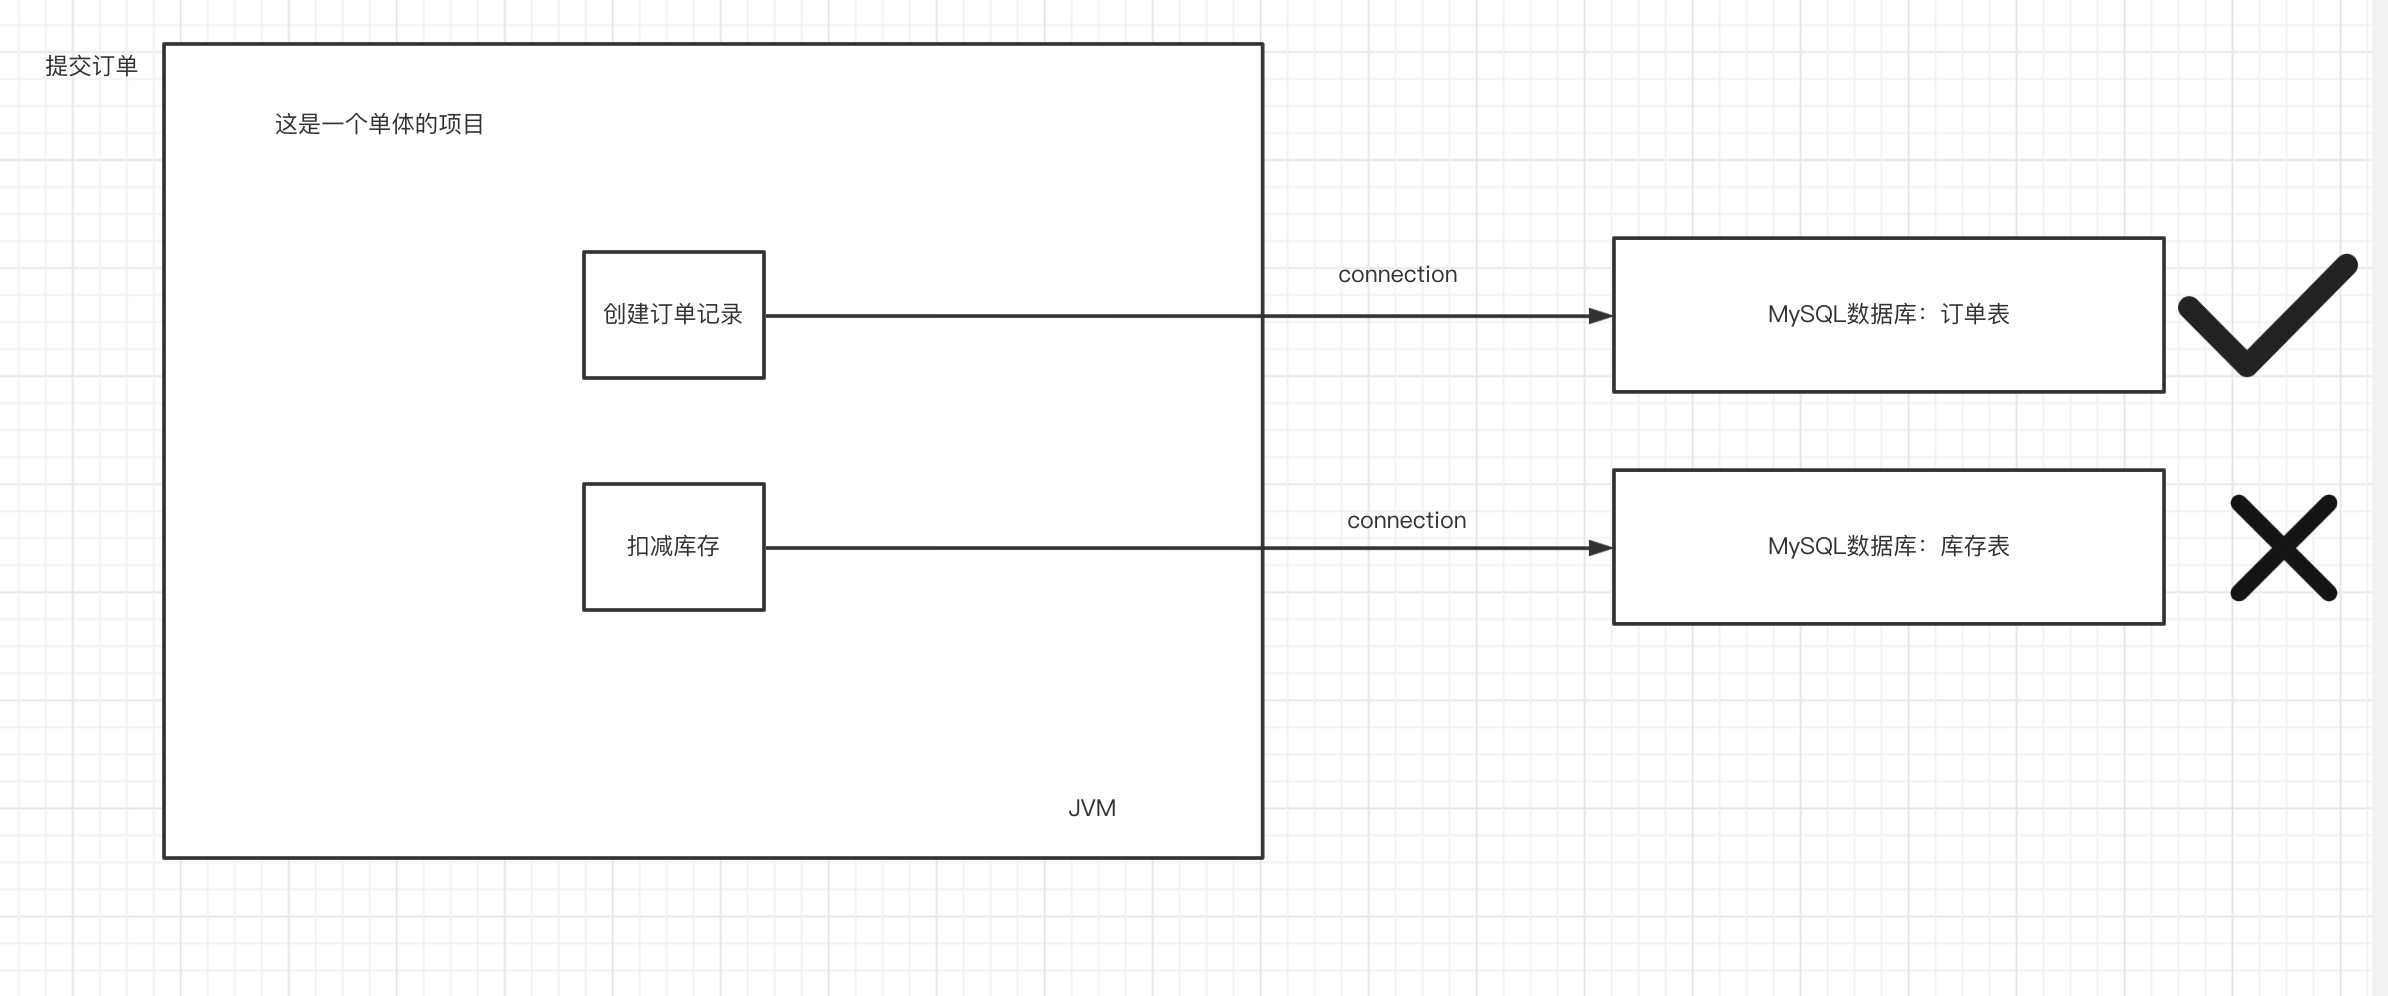 提交订单
这是一个单体的项目
connection
创建订单记录
MySQL数据库：订单表
connection
扣减库存
MySQL数据库：库存表
JVM